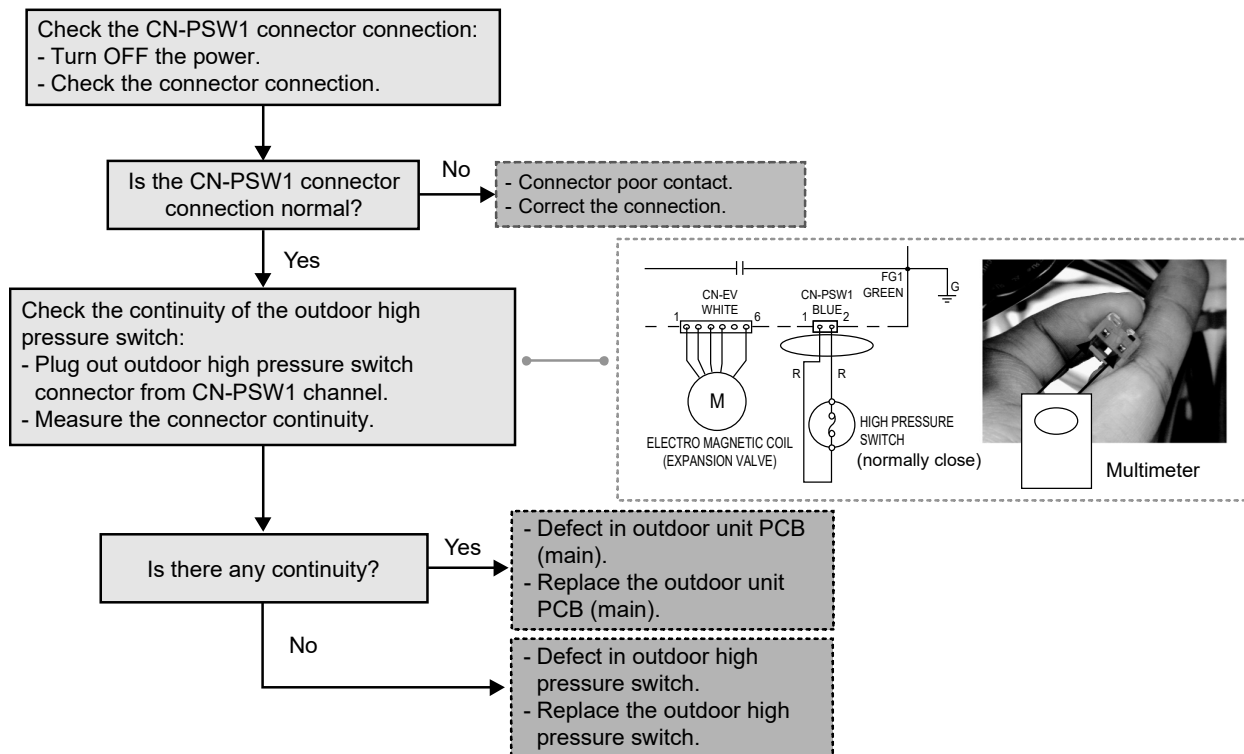 Check the CN-PSW1 connector connection:
- Turn OFF the power.
- Check the connector connection.
Is the CN-PSW1 connector
connection normal?
No
- Connector poor contact.
- Correct the connection.
Yes
Check the continuity of the outdoor high
pressure switch:
- Plug out outdoor high pressure switch
connector from CN-PSW1 channel.
- Measure the connector continuity.
FG1
GREEN
G
CN-EV
WHITE
1
6
CN-PSW1
BLUE
1
2
R
R
M
ELECTRO MAGNETIC COIL
(EXPANSION VALVE)
HIGH PRESSURE
SWITCH
(normally close)
Multimeter
Is there any continuity?
Yes
- Defect in outdoor unit PCB
(main).
- Replace the outdoor unit
PCB (main).
No
- Defect in outdoor high
pressure switch.
- Replace the outdoor high
pressure switch.